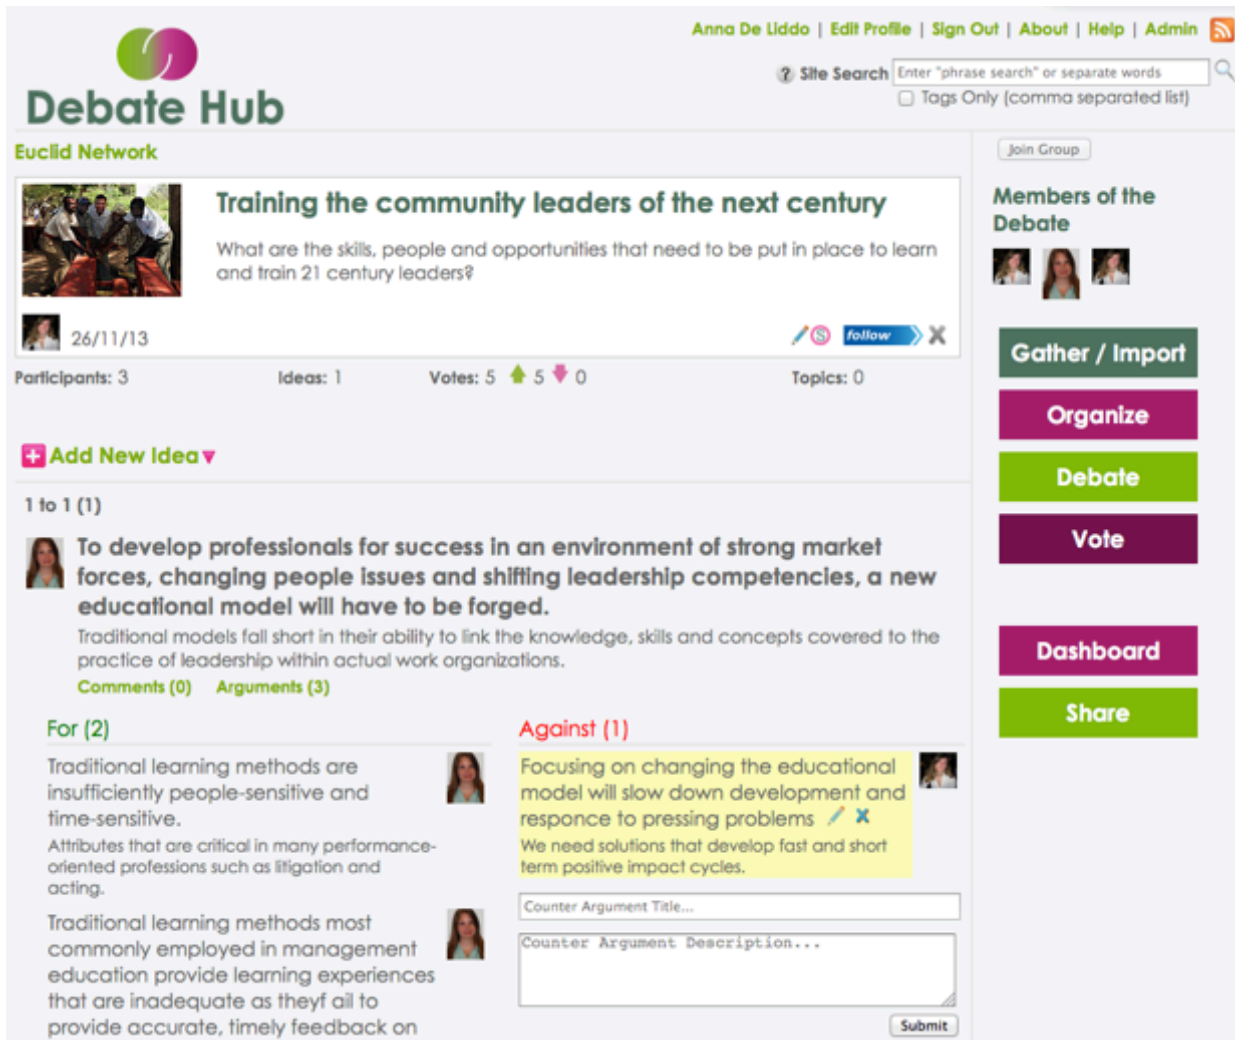 Anna De Liddo | Edit Profile | Sign Out | About | Help | Admin
? Site Search Enter "phrase search" or separate words
Tags Only (comma separated list)
Debate Hub
Euclid Network
Training the community leaders of the next century
What are the skills, people and opportunities that need to be put in place to learn
and train 21 century leaders?
26/11/13
S follow
Participants: 3 Ideas: 1 Votes: 5 5 0 Topics: 0
Add New Idea
1 to 1 (1)
To develop professionals for success in an environment of strong market
forces, changing people issues and shifting leadership competencies, a new
educational model will have to be forged.
Traditional models fall short in their ability to link the knowledge, skills and concepts covered to the
practice of leadership within actual work organizations.
Comments (0) Arguments (3)
For (2)
Traditional learning methods are
insufficiently people-sensitive and
time-sensitive.
Attributes that are critical in many performance-
oriented professions such as litigation and
acting.
Traditional learning methods most
commonly employed in management
education provide learning experiences
that are inadequate as theyf ail to
provide accurate, timely feedback on
Against (1)
Focusing on changing the educational
model will slow down development and
responce to pressing problems
We need solutions that develop fast and short
term positive impact cycles.
Counter Argument Title...
Counter Argument Description...
Submit
Join Group
Members of the
Debate
Gather / Import
Organize
Debate
Vote
Dashboard
Share